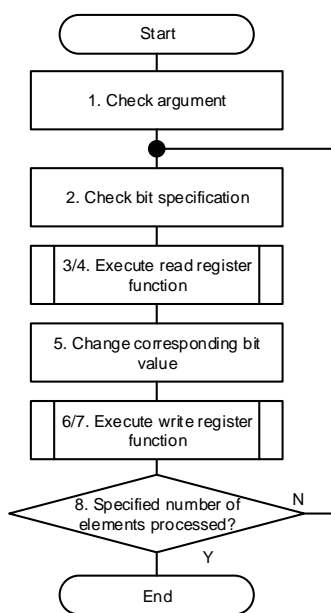 Start
1. Check argument
2. Check bit specification
3/4. Execute read register
function
5. Change corresponding bit
value
6/7. Execute write register
function
8. Specified number of
elements processed?
N
Y
End